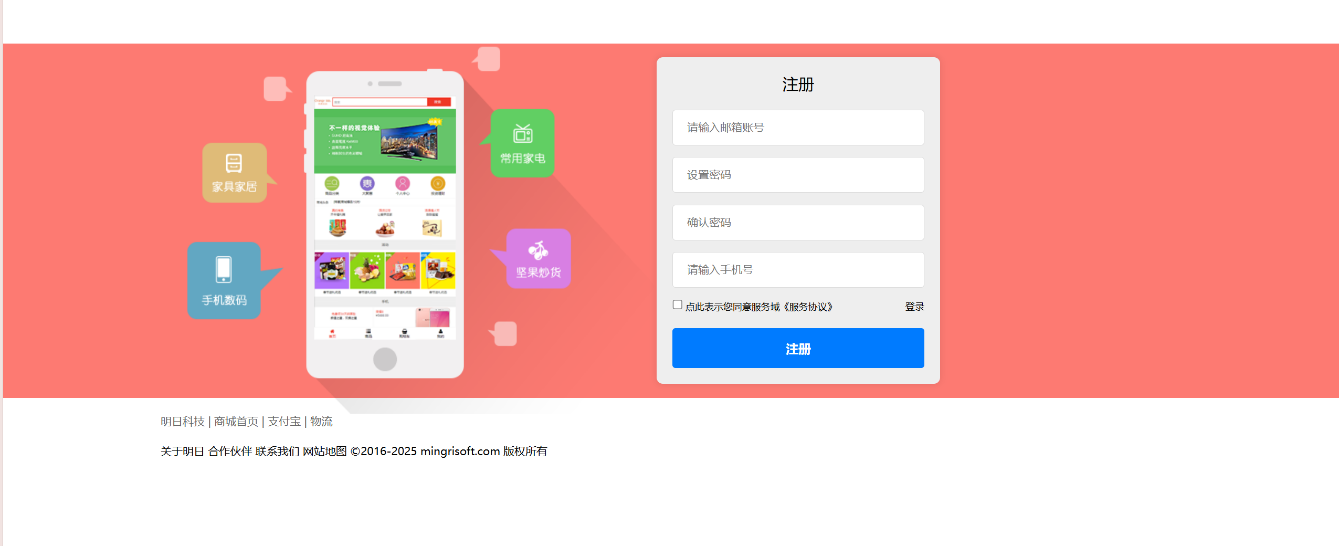 不一样的视觉体验
家具家居
常用家电
手机数码
坚果炒货
注册
请输入邮箱账号
设置密码
确认密码
请输入手机号
点此表示您同意服务域《服务协议》 登录
注册
明日科技 | 商城首页 | 支付宝 | 物流
关于明日 合作伙伴 联系我们 网站地图 ©2016-2025 mingrisoft.com 版权所有